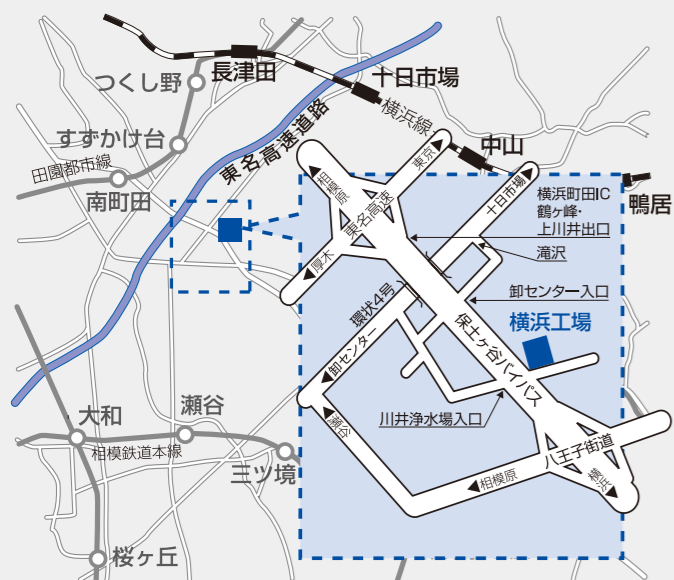 長津田
つくし野
十日市場
横浜線
すずかけ台
東名高速道路
中山
田園都市線
南町田
鴨居
相模原
東京
東名高速
厚木
十日市場
横浜町田IC
鶴ヶ峰・
上川井出口
滝沢
卸センター入口
環状4号
横浜工場
保土ヶ谷バイパス
卸センター
川井浄水場入口
瀬谷
大和
瀬谷
相模鉄道本線
三ツ境
八王子街道
相模原
横浜
桜ヶ丘